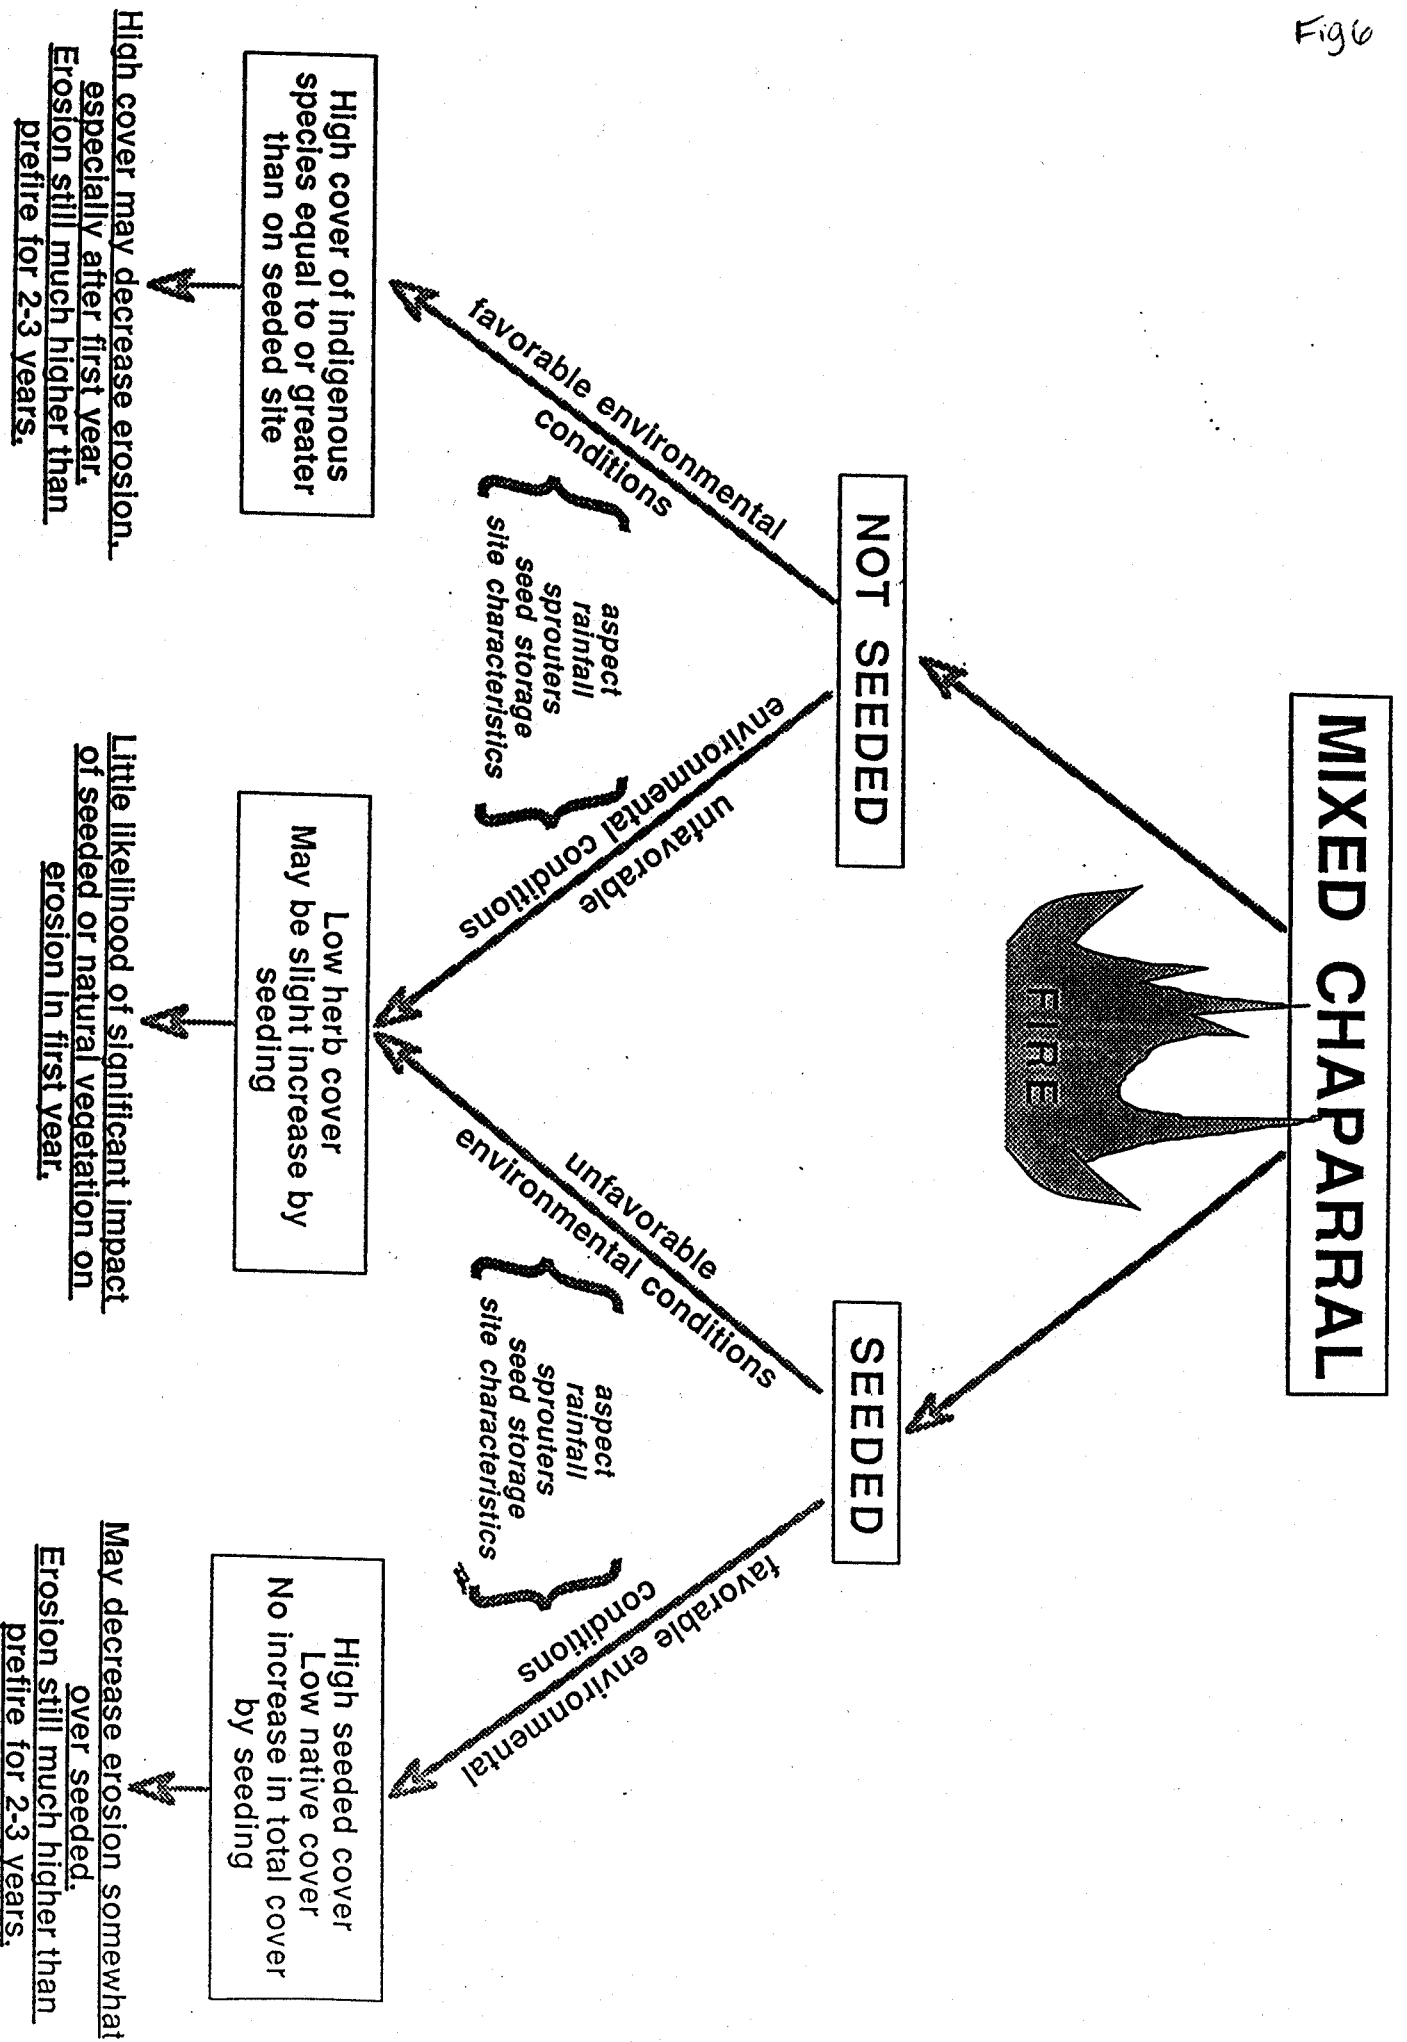 Fig 6
MIXED CHAPARRAL
FIRE
NOT SEEDED
SEEDED
favorable environmental
conditions
aspect
rainfall
sprouters
seed storage
site characteristics
unfavorable
environmental conditions
unfavorable
environmental conditions
aspect
rainfall
sprouters
seed storage
site characteristics
favorable environmental
conditions
High cover of indigenous
species equal to or greater
than on seeded site
Low herb cover
May be slight increase by
seeding
High seeded cover
Low native cover
No increase in total cover
by seeding
High cover may decrease erosion,
especially after first year.
Erosion still much higher than
prefire for 2-3 years.
Little likelihood of significant impact
of seeded or natural vegetation on
erosion in first year.
May decrease erosion somewhat
over seeded.
Erosion still much higher than
prefire for 2-3 years.